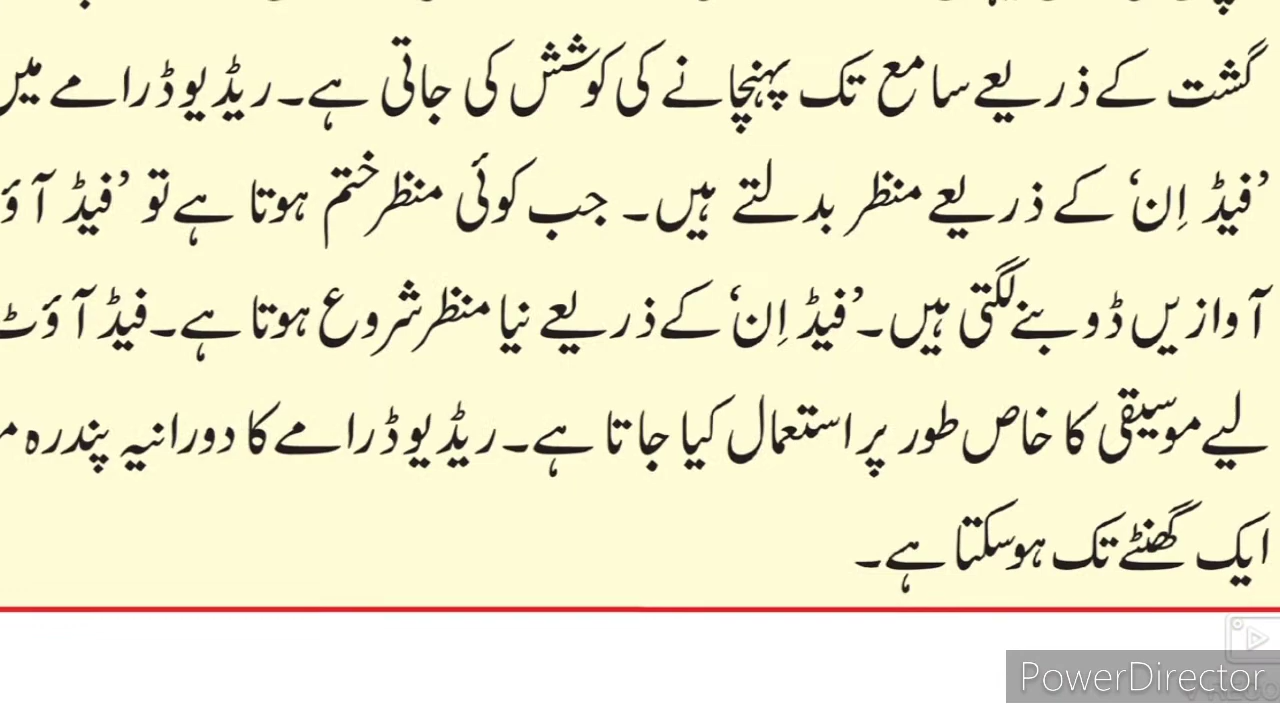 گشت کے ذریعے سامع تک پہنچانے کی کوشش کی جاتی ہے۔ ریڈیو ڈرامے میں
’فیڈ اِن‘ کے ذریعے منظر بدلتے ہیں۔ جب کوئی منظر ختم ہوتا ہے تو ’فیڈ آؤ
آوازیں ڈوبنے لگتی ہیں۔ ’فیڈ اِن‘ کے ذریعے نیا منظر شروع ہوتا ہے۔ فیڈ آؤٹ
لیے موسیقی کا خاص طور پر استعمال کیا جاتا ہے۔ ریڈیو ڈرامے کا دورانیہ پندرہ
ایک گھنٹے تک ہوسکتا ہے۔
PowerDirector